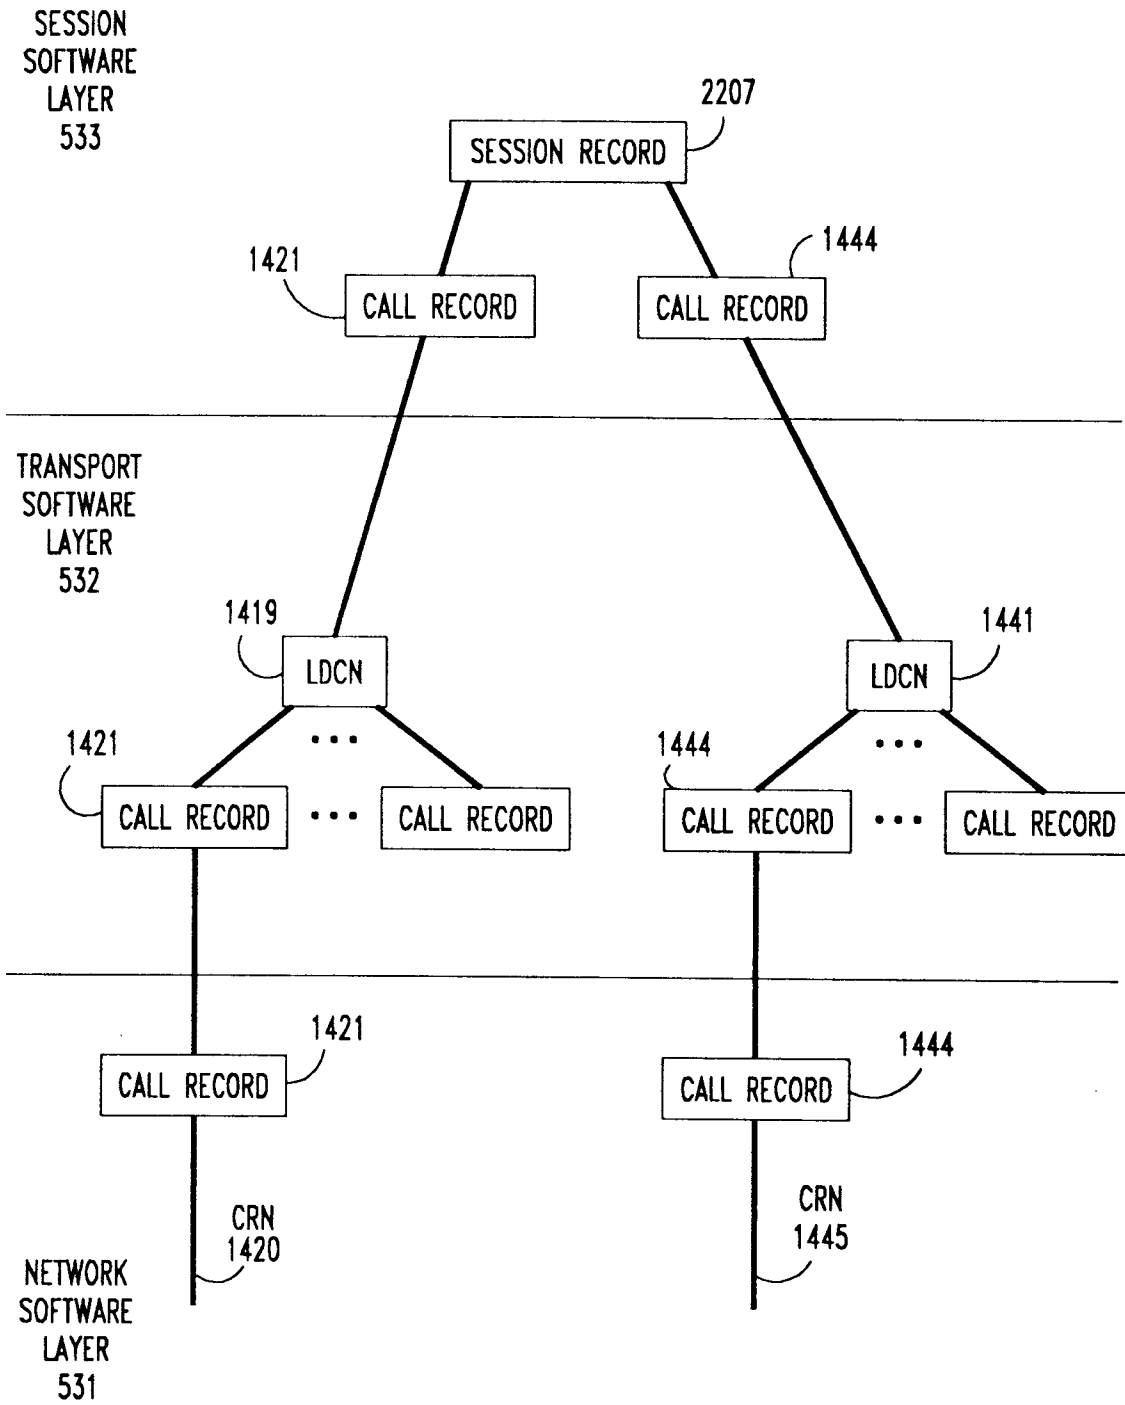 SESSION
SOFTWARE
LAYER
533
2207
SESSION RECORD
1421
1444
CALL RECORD
CALL RECORD
TRANSPORT
SOFTWARE
LAYER
532
1419
1441
LDCN
LDCN
...
...
1421
1444
CALL RECORD
...
CALL RECORD
CALL RECORD
...
CALL RECORD
1421
1444
CALL RECORD
CALL RECORD
CRN
1420
CRN
1445
NETWORK
SOFTWARE
LAYER
531